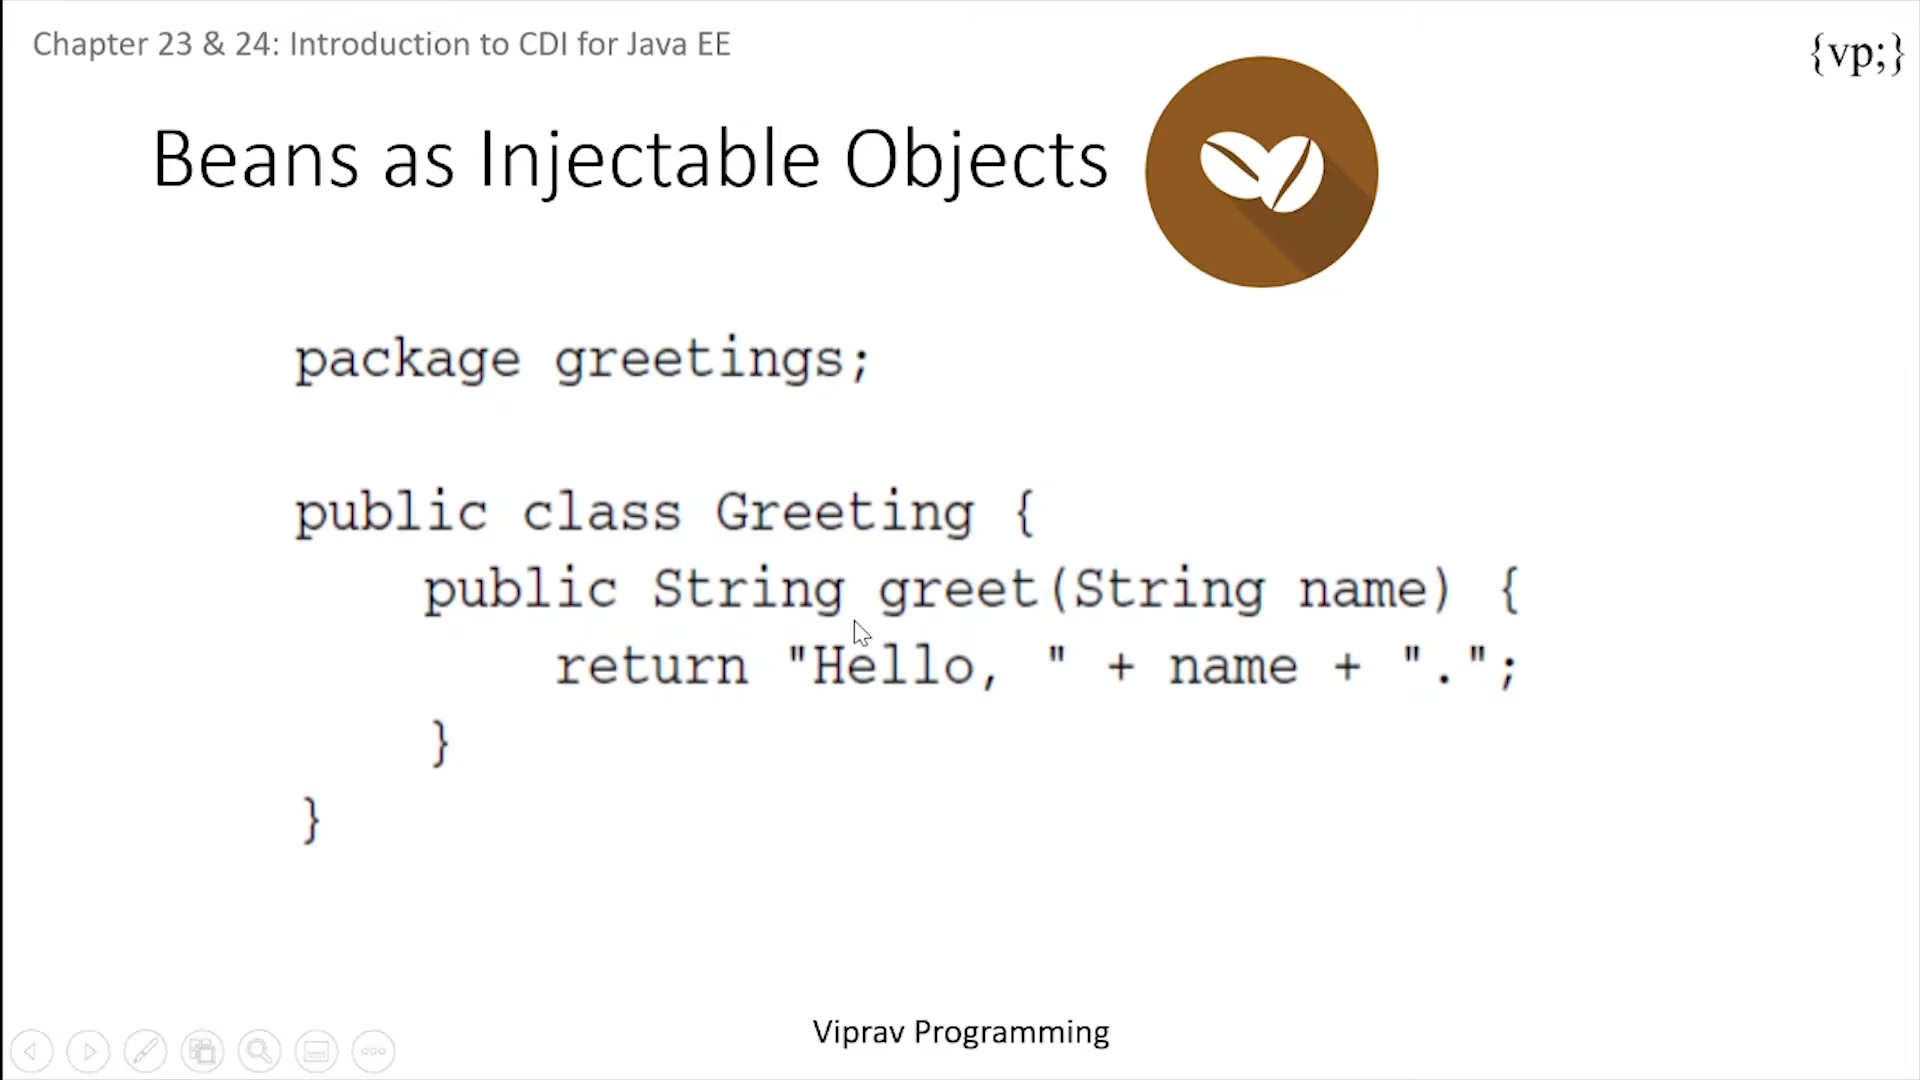 Chapter 23 & 24: Introduction to CDI for Java EE
{vp;}
Beans as Injectable Objects
package greetings;
public class Greeting {
public String greet(String name) {
return "Hello, " + name + ".";
}
}
Viprav Programming